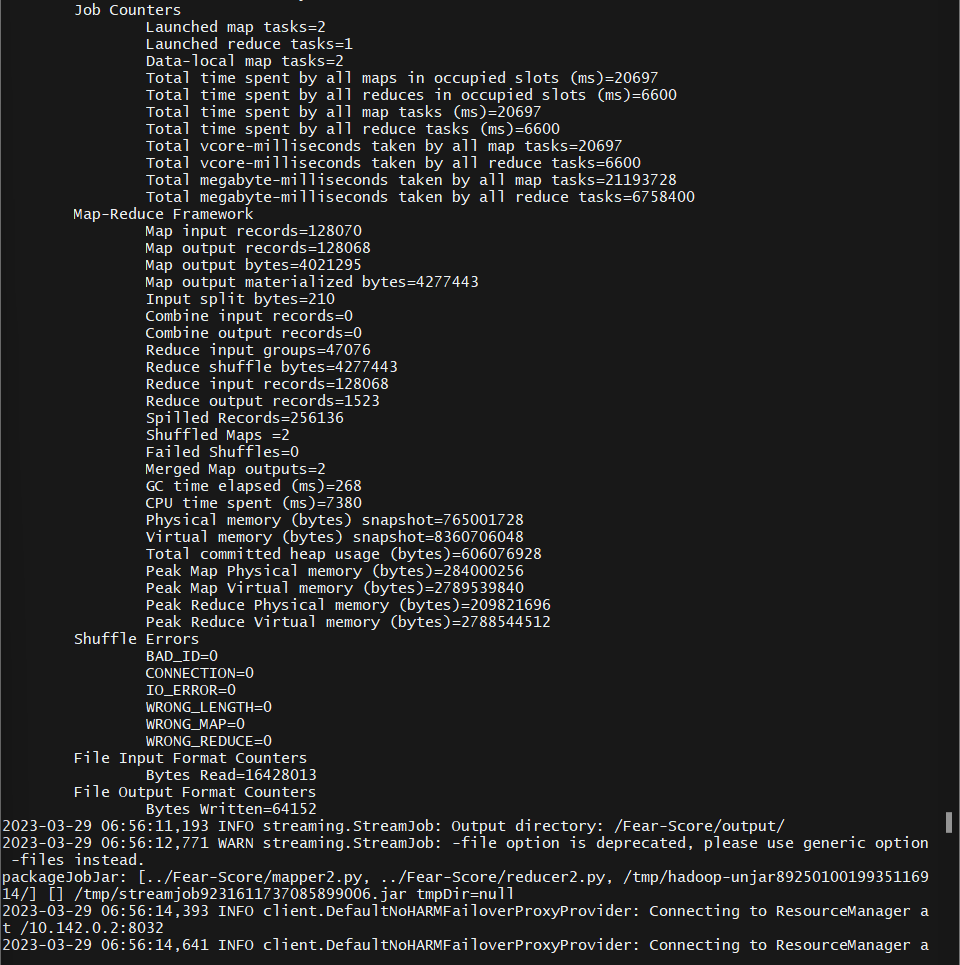 Job Counters
Launched map tasks=2
Launched reduce tasks=1
Data-local map tasks=2
Total time spent by all maps in occupied slots (ms)=20697
Total time spent by all reduces in occupied slots (ms)=6600
Total time spent by all map tasks (ms)=20697
Total time spent by all reduce tasks (ms)=6600
Total vcore-milliseconds taken by all map tasks=20697
Total vcore-milliseconds taken by all reduce tasks=6600
Total megabyte-milliseconds taken by all map tasks=21193728
Total megabyte-milliseconds taken by all reduce tasks=6758400
Map-Reduce Framework
Map input records=128070
Map output records=128068
Map output bytes=4021295
Map output materialized bytes=4277443
Input split bytes=210
Combine input records=0
Combine output records=0
Reduce input groups=47076
Reduce shuffle bytes=4277443
Reduce input records=128068
Reduce output records=1523
Spilled Records=256136
Shuffled Maps =2
Failed Shuffles=0
Merged Map outputs=2
GC time elapsed (ms)=268
CPU time spent (ms)=7380
Physical memory (bytes) snapshot=765001728
Virtual memory (bytes) snapshot=8360706048
Total committed heap usage (bytes)=606076928
Peak Map Physical memory (bytes)=284000256
Peak Map Virtual memory (bytes)=2789539840
Peak Reduce Physical memory (bytes)=209821696
Peak Reduce Virtual memory (bytes)=2788544512
Shuffle Errors
BAD_ID=0
CONNECTION=0
IO_ERROR=0
WRONG_LENGTH=0
WRONG_MAP=0
WRONG_REDUCE=0
File Input Format Counters
Bytes Read=16428013
File Output Format Counters
Bytes Written=64152
2023-03-29 06:56:11,193 INFO streaming.StreamJob: Output directory: /Fear-Score/output/
2023-03-29 06:56:12,771 WARN streaming.StreamJob: -file option is deprecated, please use generic option
-files instead.
packageJobJar: [../Fear-Score/mapper2.py, ../Fear-Score/reducer2.py, /tmp/hadoop-unjar89250100199351169
14/] [] /tmp/streamjob9231611737085899006.jar tmpDir=null
2023-03-29 06:56:14,393 INFO client.DefaultNoHARMFailoverProxyProvider: Connecting to ResourceManager a
t /10.142.0.2:8032
2023-03-29 06:56:14,641 INFO client.DefaultNoHARMFailoverProxyProvider: Connecting to ResourceManager a